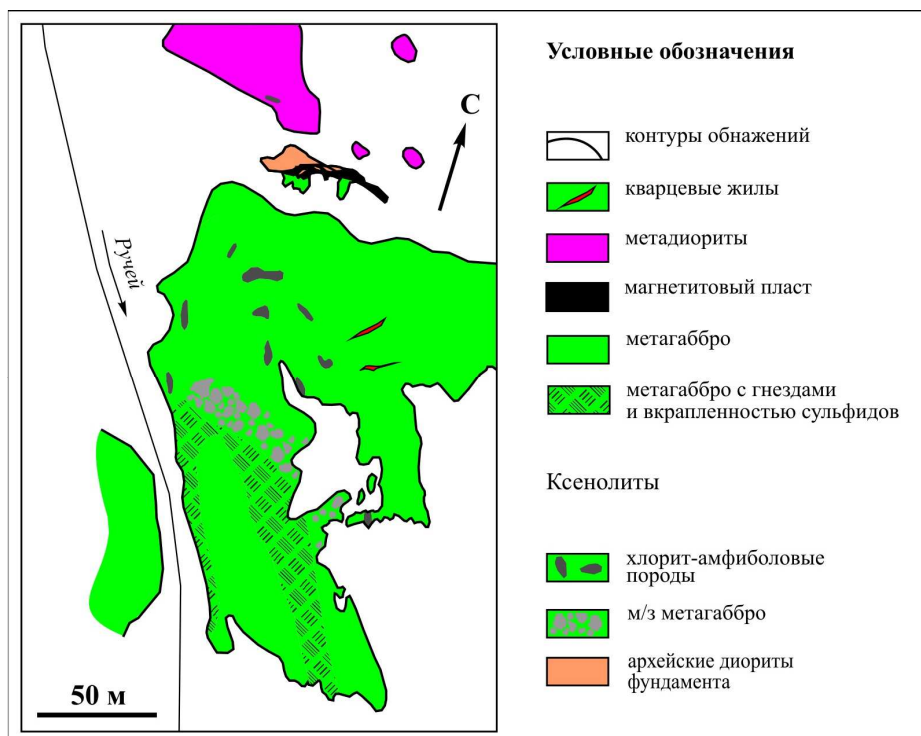 С
Ручей
50 м
Условные обозначения
контуры обнажений
кварцевые жилы
метадиориты
магнетитовый пласт
метагаббро
метагаббро с гнездами
и вкрапленностью сульфидов
Ксенолиты
хлорит-амфиболовые
породы
м/з метагаббро
архейские диориты
фундамента